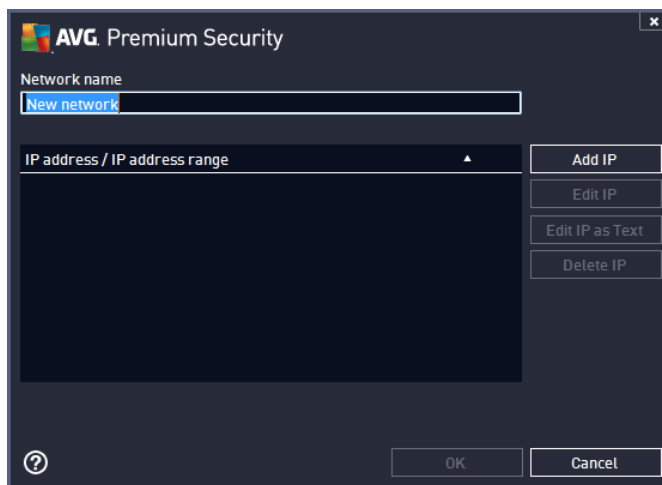 AVG. Premium Security
x
Network name
New network
IP address / IP address range
Add IP
Edit IP
Edit IP as Text
Delete IP
?
OK
Cancel